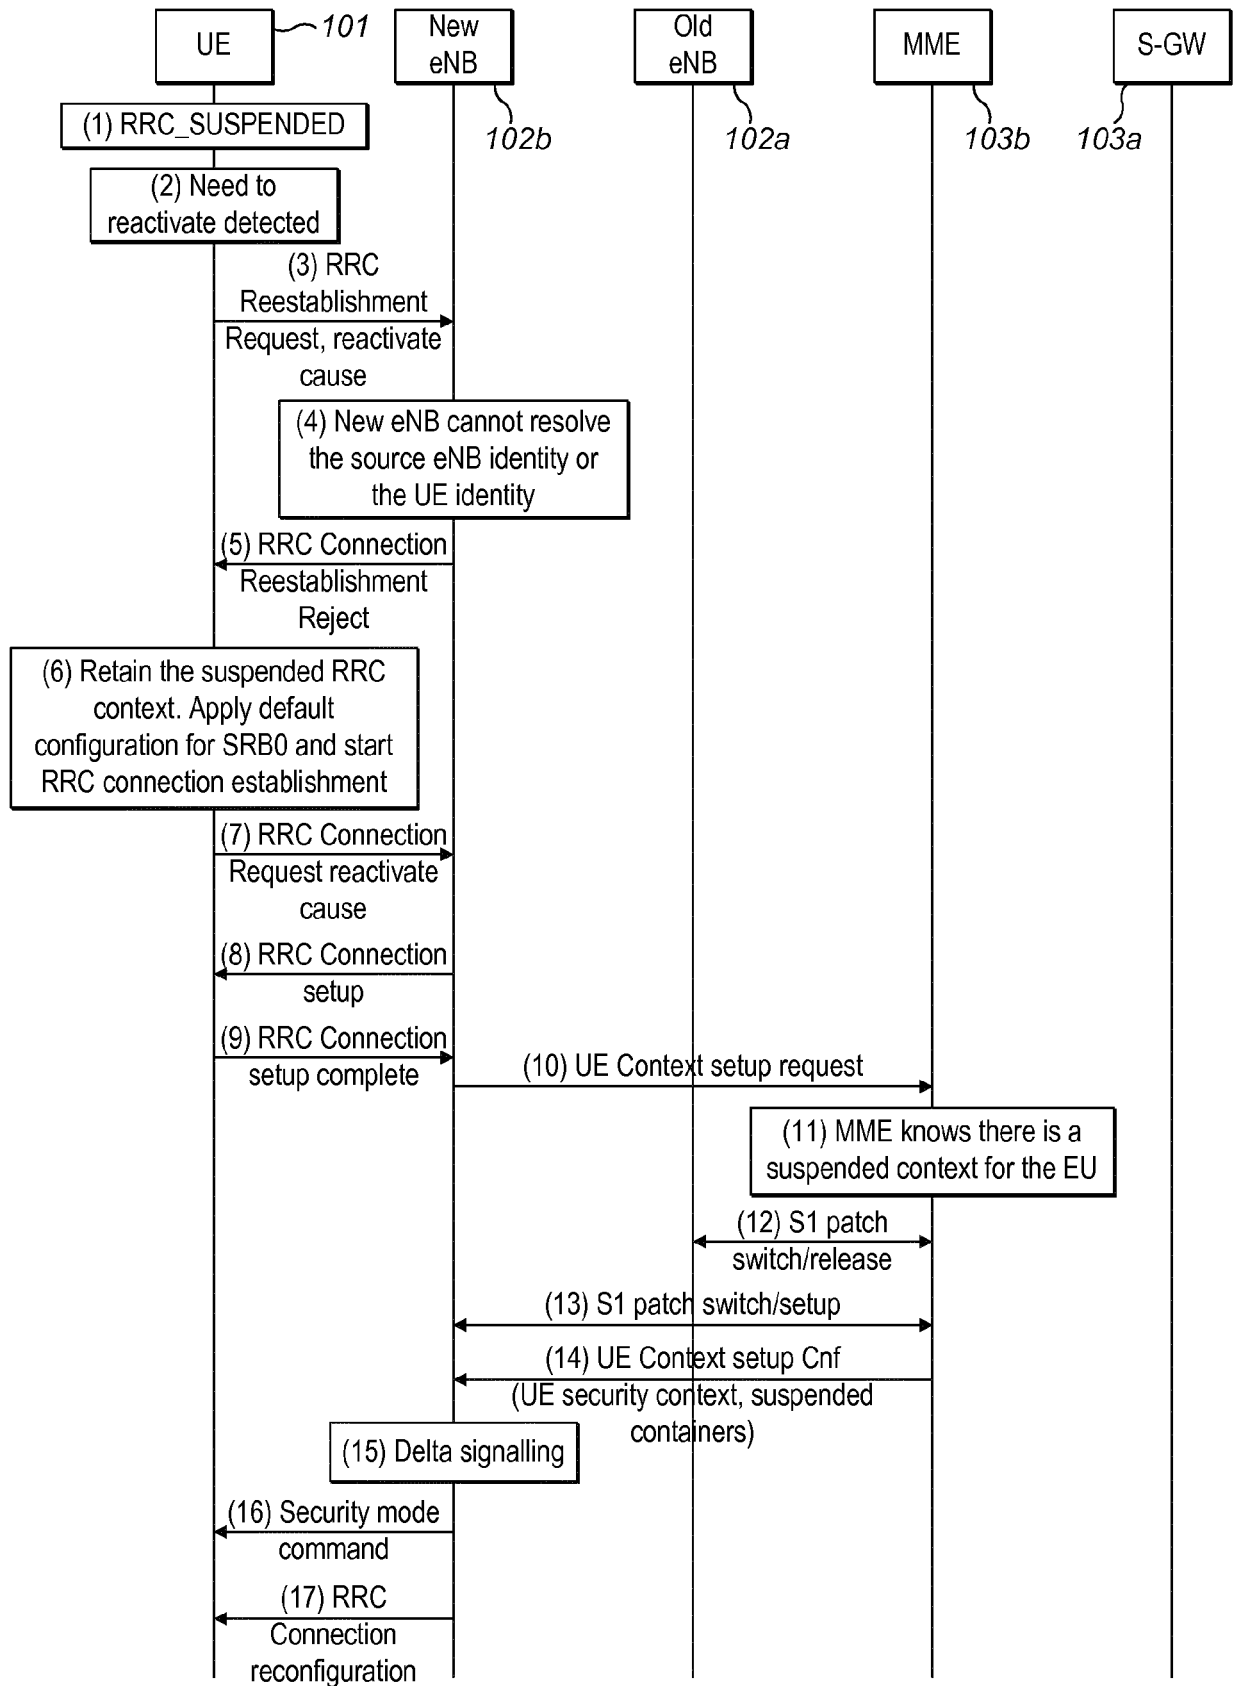 UE
101
New
eNB
102b
Old
eNB
102a
MME
103b
S-GW
103a
(1) RRC_SUSPENDED
(2) Need to
reactivate detected
(3) RRC
Reestablishment
Request, reactivate
cause
(4) New eNB cannot resolve
the source eNB identity or
the UE identity
(5) RRC Connection
Reestablishment
Reject
(6) Retain the suspended RRC
context. Apply default
configuration for SRB0 and start
RRC connection establishment
(7) RRC Connection
Request reactivate
cause
(8) RRC Connection
setup
(9) RRC Connection
setup complete
(10) UE Context setup request
(11) MME knows there is a
suspended context for the EU
(12) S1 patch
switch/release
(13) S1 patch switch/setup
(14) UE Context setup Cnf
(UE security context, suspended
containers)
(15) Delta signalling
(16) Security mode
command
(17) RRC
Connection
reconfiguration